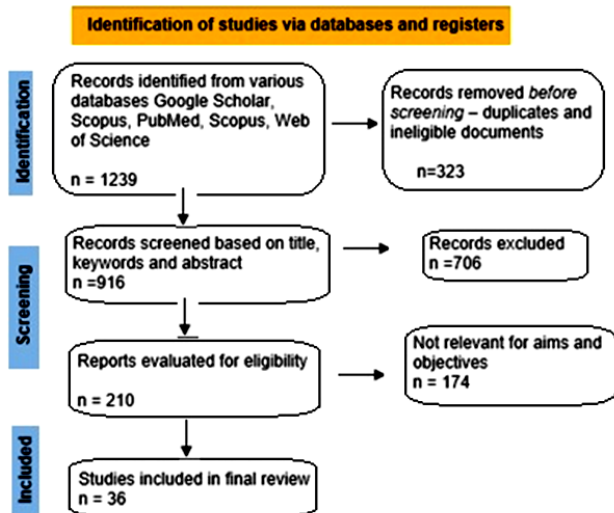 Identification of studies via databases and registers
Identification
Records identified from various
databases Google Scholar,
Scopus, PubMed, Scopus, Web
of Science
n = 1239
Records removed before
screening – duplicates and
ineligible documents
n=323
Screening
Records screened based on title,
keywords and abstract
n =916
Records excluded
n =706
Reports evaluated for eligibility
n = 210
Not relevant for aims and
objectives
n = 174
Included
Studies included in final review
n = 36